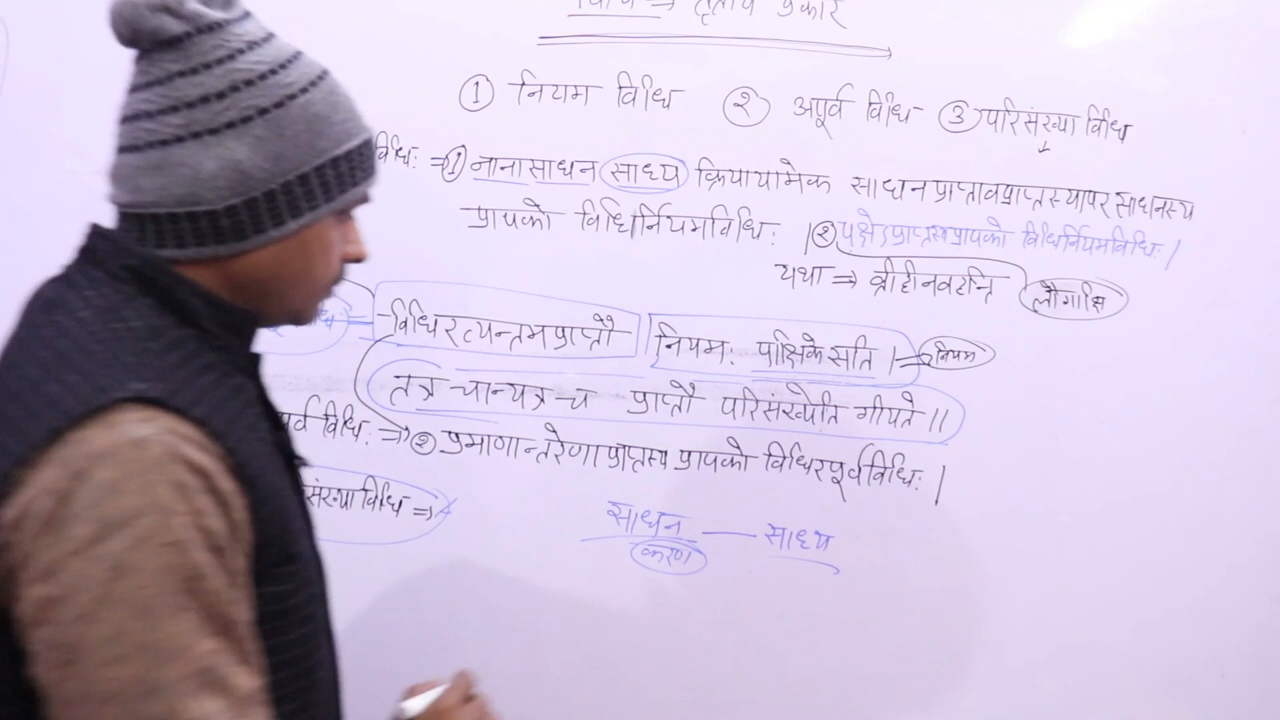 तृतीय प्रकार
① नियम विधि ② अपूर्व विधि ③ परिसंख्या विधि
विधिः ⇒ ① नानासाधन साध्य क्रियायामेक साधनप्राप्तावप्राप्तस्यापर साधनस्य
प्रापको विधिर्नियमविधिः । ② पक्षेऽप्राप्तस्य प्रापको विधिर्नियमविधिः ।
यथा ⇒ व्रीहीनवहन्ति लौगाक्षि
विधिरत्यन्तमप्राप्तौ नियमः पाक्षिके सति । ⇒ नियम
तत्र चान्यत्र च प्राप्तौ परिसंख्येति गीयते ॥
पूर्व विधिः ⇒ ② प्रमाणान्तरेणाप्राप्तस्य प्रापको विधिरपूर्वविधिः ।
संख्या विधि ⇒
साधन — साध्य
करण